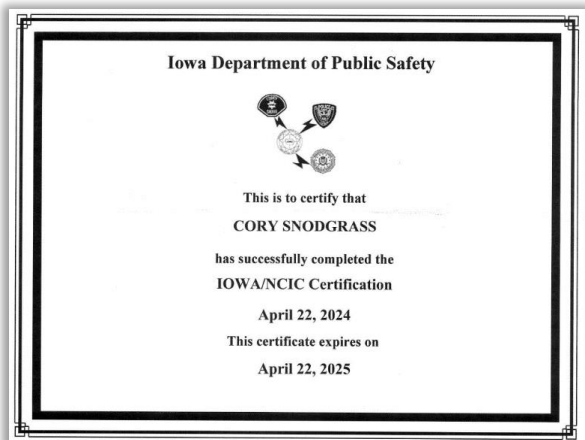 Iowa Department of Public Safety
This is to certify that
CORY SNODGRASS
has successfully completed the
IOWA/NCIC Certification
April 22, 2024
This certificate expires on
April 22, 2025